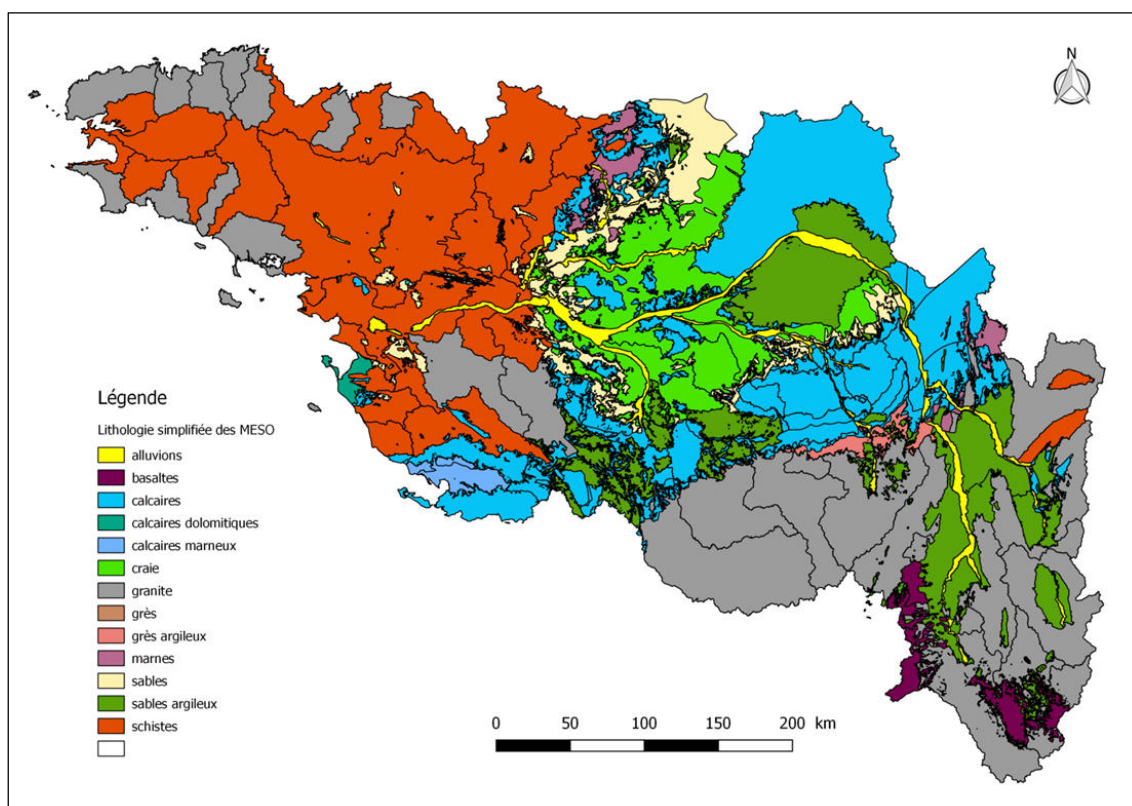 N
Légende
Lithologie simplifiée des MESO
alluvions
basaltes
calcaires
calcaires dolomitiques
calcaires marneux
craie
granite
grès
grès argileux
marnes
sables
sables argileux
schistes
0 50 100 150 200 km